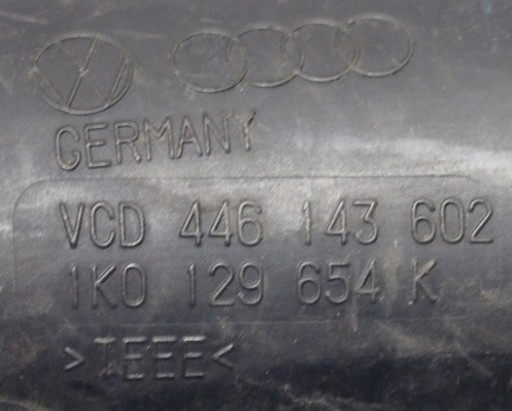 GERMANY
VCD 446 143 602
1K0 129 654 K
>TEEE<